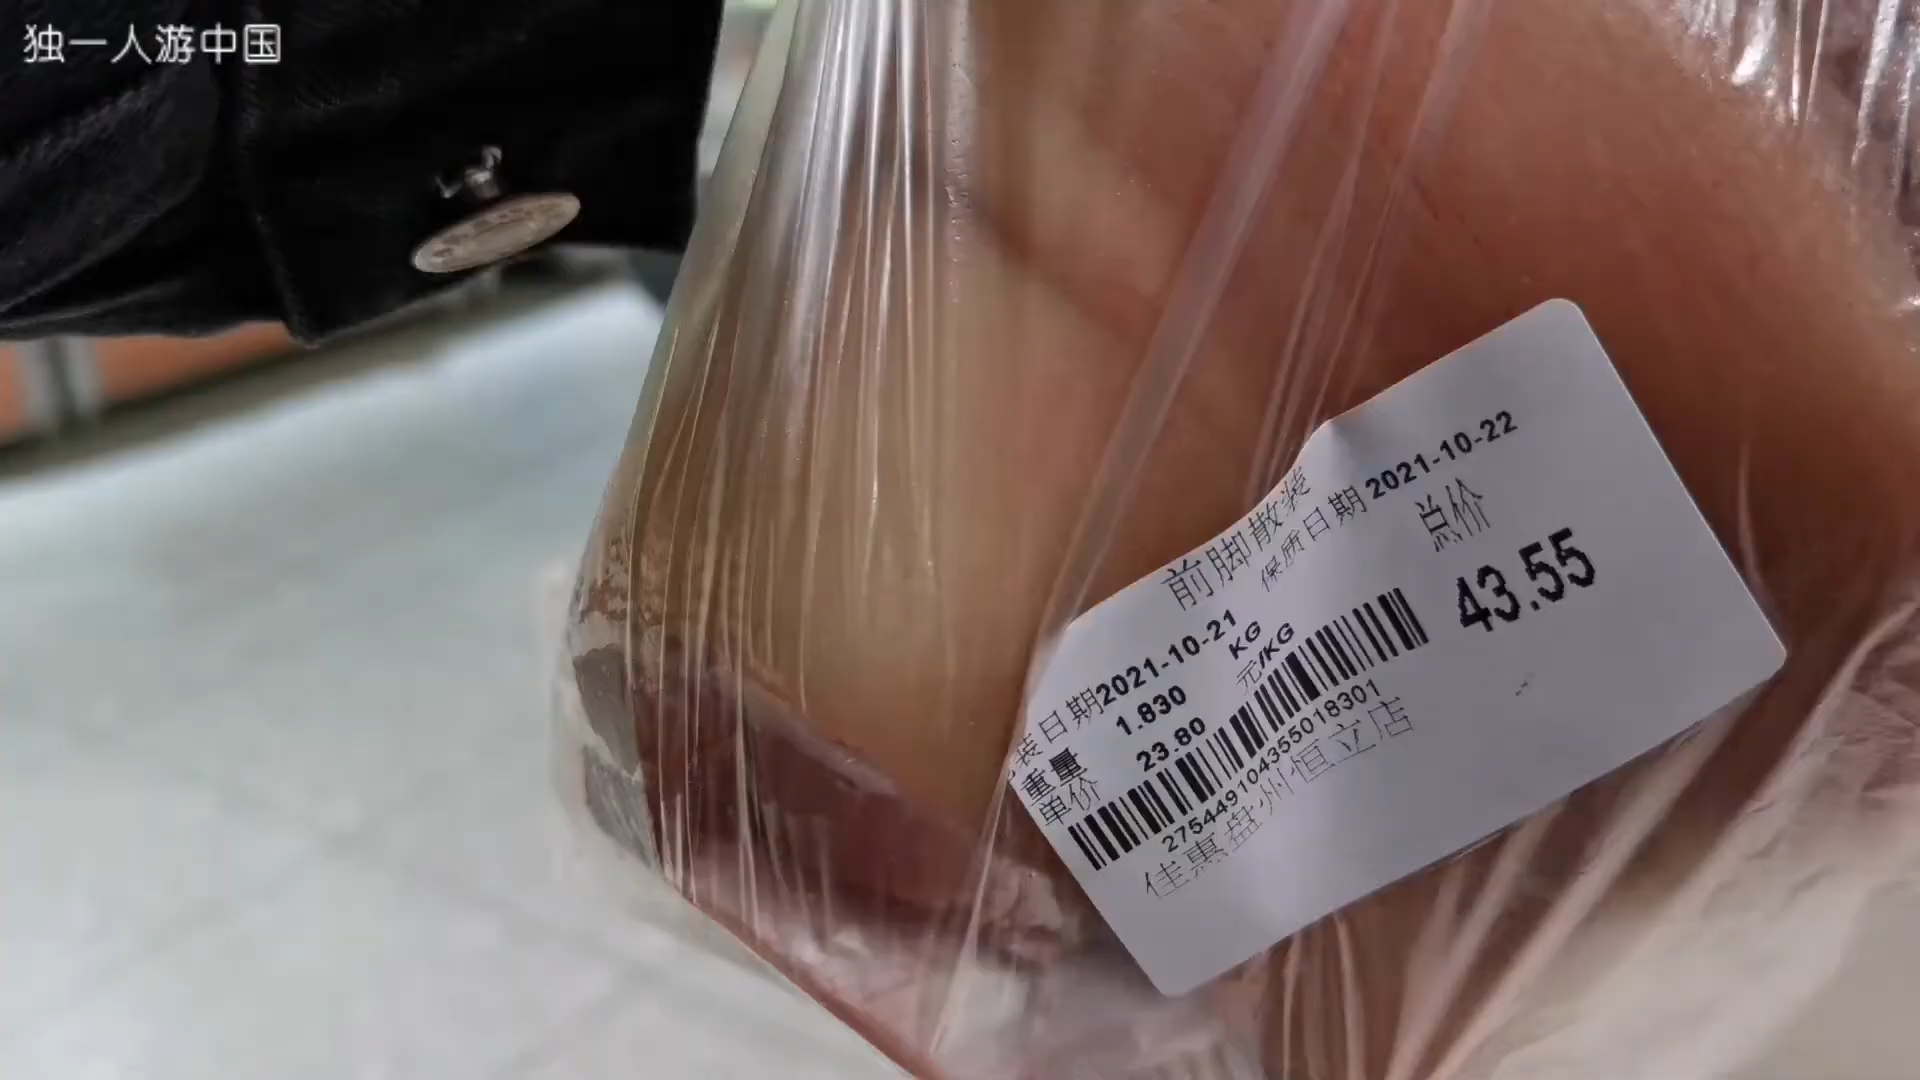 独一人游中国
前脚散装
保质日期 2021-10-22
装日期2021-10-21
总价
重量 1.830 KG
单价 23.80 元/KG
43.55
275449104355018301
佳惠盘州恒立店